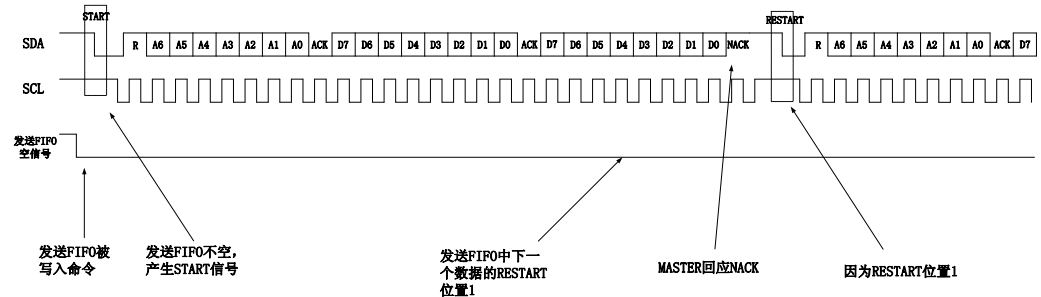 START
RESTART
SDA R A6 A5 A4 A3 A2 A1 A0 ACK D7 D6 D5 D4 D3 D2 D1 D0 ACK D7 D6 D5 D4 D3 D2 D1 D0 NACK R A6 A5 A4 A3 A2 A1 A0 ACK D7
SCL
发送FIFO
空信号
发送FIFO被
写入命令
发送FIFO不空，
产生START信号
发送FIFO中下一
个数据的RESTART
位置1
MASTER回应NACK
因为RESTART位置1